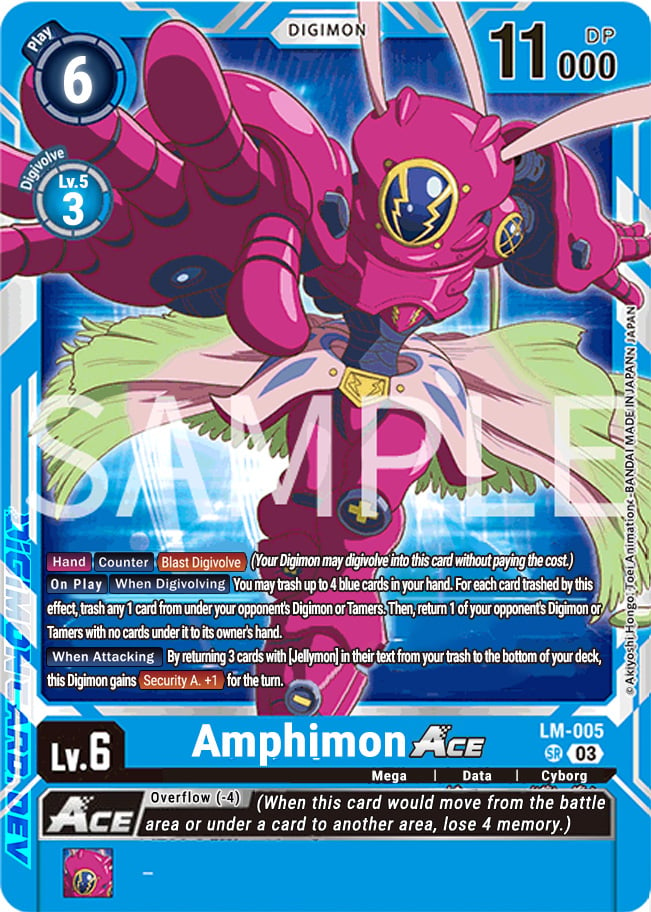 DIGIMON
Play
6
11000
DP
Digivolve
Lv.5
3
SAMPLE
©Akiyoshi Hongo, Toei Animation -BANDAI MADE IN JAPANN JAPAN
Hand Counter Blast Digivolve (Your Digimon may digivolve into this card without paying the cost.)
On Play When Digivolving You may trash up to 4 blue cards in your hand. For each card trashed by this
effect, trash any 1 card from under your opponent's Digimon or Tamers. Then, return 1 of your opponent's Digimon or
Tamers with no cards under it to its owner's hand.
When Attacking By returning 3 cards with [Jellymon] in their text from your trash to the bottom of your deck,
this Digimon gains Security A. +1 for the turn.
Lv.6
Amphimon ACE
LM-005
SR 03
Mega | Data | Cyborg
ACE
Overflow (-4) (When this card would move from the battle
area or under a card to another area, lose 4 memory.)
-
DIGIMONCARD.DEV